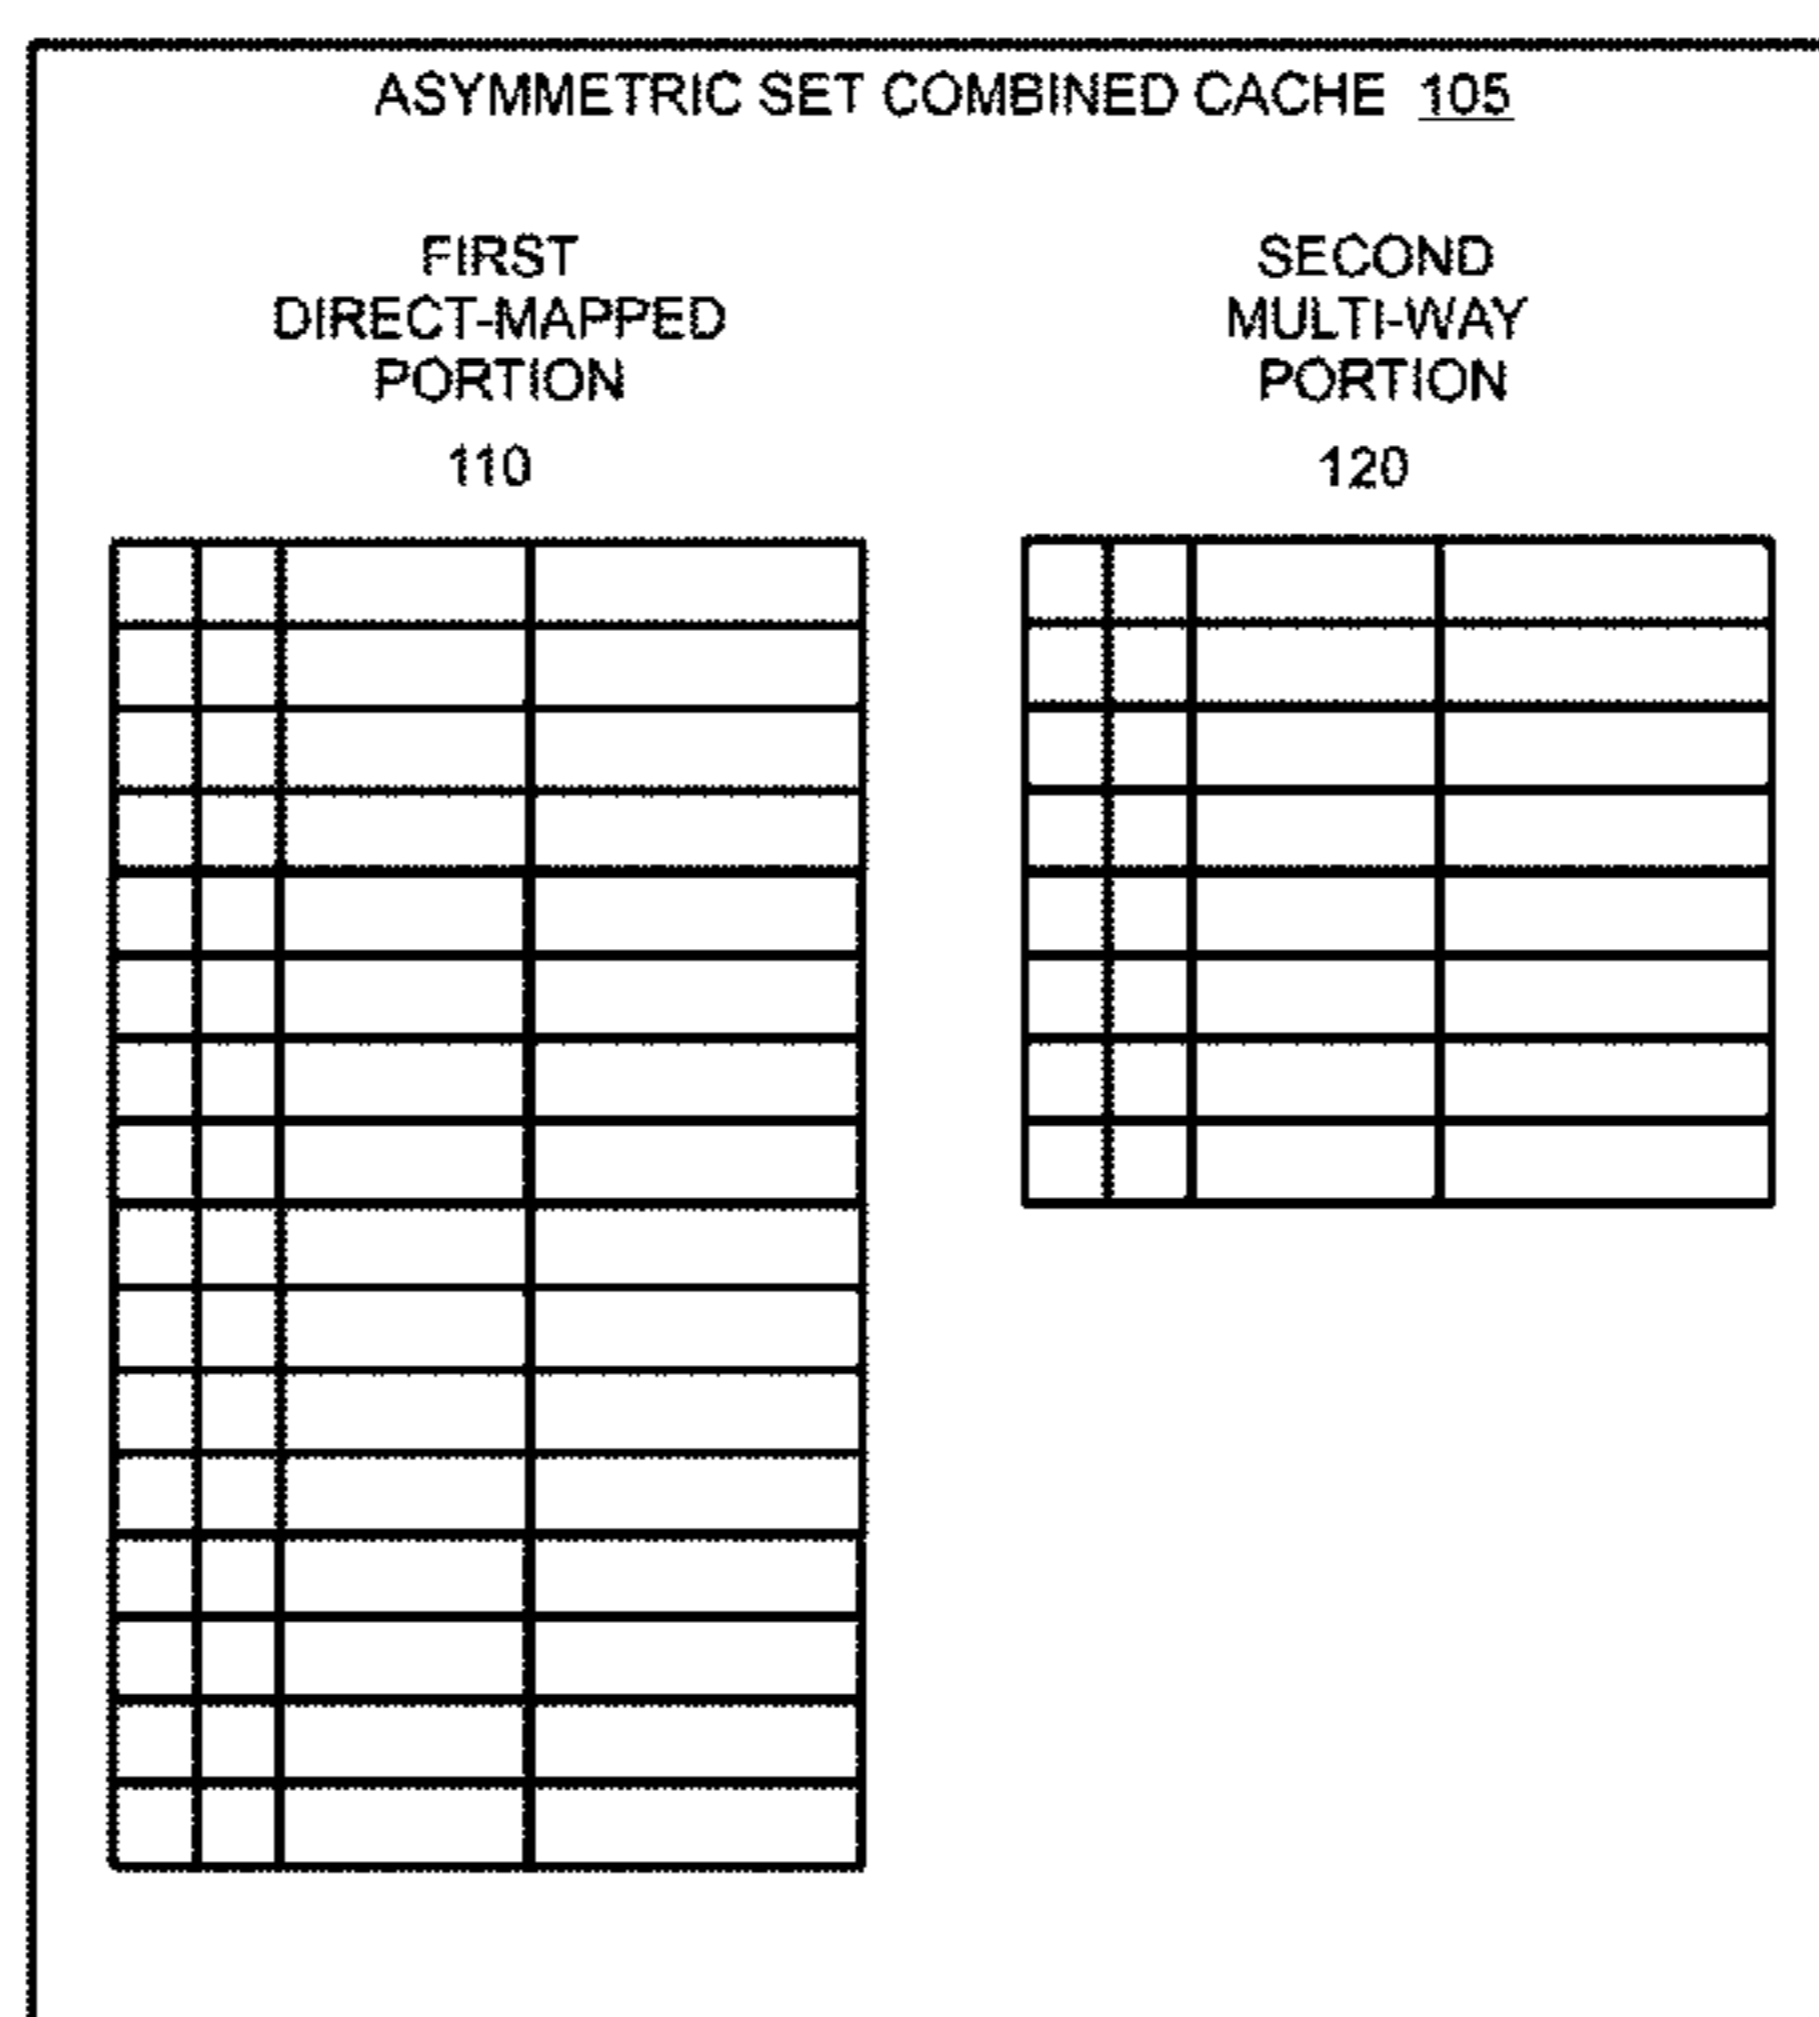 ASYMMETRIC SET COMBINED CACHE 105
FIRST
DIRECT-MAPPED
PORTION
110
SECOND
MULTI-WAY
PORTION
120